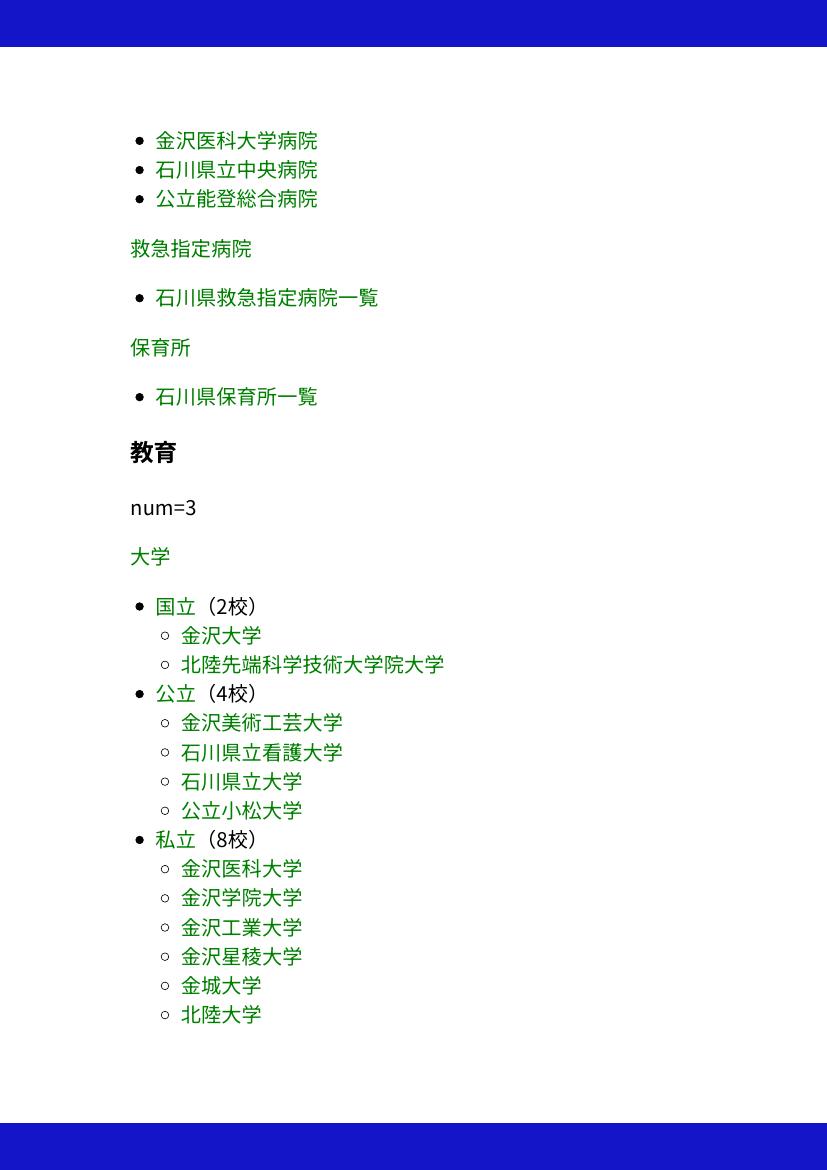 金沢医科大学病院
石川県立中央病院
公立能登総合病院
救急指定病院
石川県救急指定病院一覧
保育所
石川県保育所一覧
教育
num=3
大学
国立（2校）
金沢大学
北陸先端科学技術大学院大学
公立（4校）
金沢美術工芸大学
石川県立看護大学
石川県立大学
公立小松大学
私立（8校）
金沢医科大学
金沢学院大学
金沢工業大学
金沢星稜大学
金城大学
北陸大学